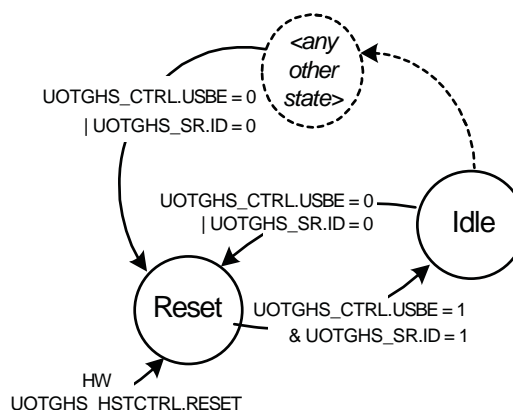 <any
other
state>
UOTGHS_CTRL.USBE = 0
| UOTGHS_SR.ID = 0
UOTGHS_CTRL.USBE = 0
| UOTGHS_SR.ID = 0
Idle
Reset
UOTGHS_CTRL.USBE = 1
& UOTGHS_SR.ID = 1
HW
UOTGHS_HSTCTRL.RESET